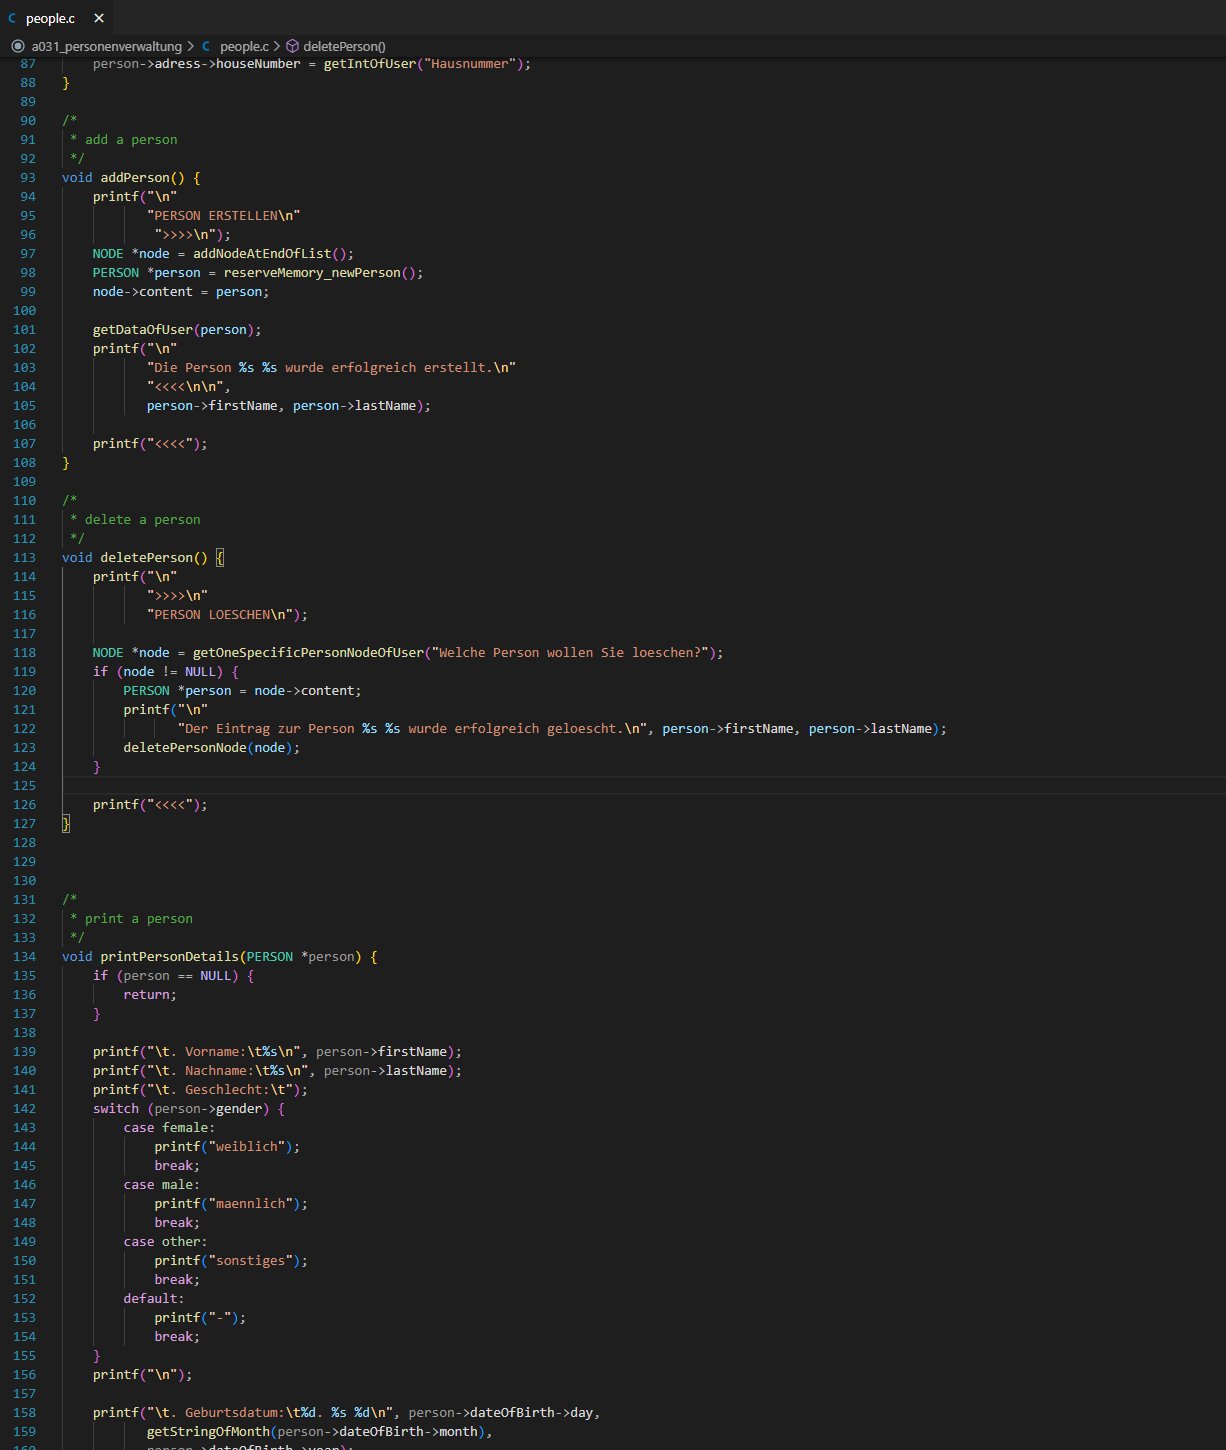 C people.c ×
a031_personenverwaltung > C people.c > deletePerson()
87 person->adress->houseNumber = getIntOfUser("Hausnummer");
88 }
89
90 /*
91 * add a person
92 */
93 void addPerson() {
94 printf("\n"
95 "PERSON ERSTELLEN\n"
96 ">>>>\n");
97 NODE *node = addNodeAtEndOfList();
98 PERSON *person = reserveMemory_newPerson();
99 node->content = person;
100
101 getDataOfUser(person);
102 printf("\n"
103 "Die Person %s %s wurde erfolgreich erstellt.\n"
104 "<<<<\n\n",
105 person->firstName, person->lastName);
106
107 printf("<<<<");
108 }
109
110 /*
111 * delete a person
112 */
113 void deletePerson() {
114 printf("\n"
115 ">>>>\n"
116 "PERSON LOESCHEN\n");
117
118 NODE *node = getOneSpecificPersonNodeOfUser("Welche Person wollen Sie loeschen?");
119 if (node != NULL) {
120 PERSON *person = node->content;
121 printf("\n"
122 "Der Eintrag zur Person %s %s wurde erfolgreich geloescht.\n", person->firstName, person->lastName);
123 deletePersonNode(node);
124 }
125
126 printf("<<<<");
127 }
128
129
130
131 /*
132 * print a person
133 */
134 void printPersonDetails(PERSON *person) {
135 if (person == NULL) {
136 return;
137 }
138
139 printf("\t. Vorname:\t%s\n", person->firstName);
140 printf("\t. Nachname:\t%s\n", person->lastName);
141 printf("\t. Geschlecht:\t");
142 switch (person->gender) {
143 case female:
144 printf("weiblich");
145 break;
146 case male:
147 printf("maennlich");
148 break;
149 case other:
150 printf("sonstiges");
151 break;
152 default:
153 printf("-");
154 break;
155 }
156 printf("\n");
157
158 printf("\t. Geburtsdatum:\t%d. %s %d\n", person->dateOfBirth->day,
159 getStringOfMonth(person->dateOfBirth->month),
160 person->dateOfBirth->year);